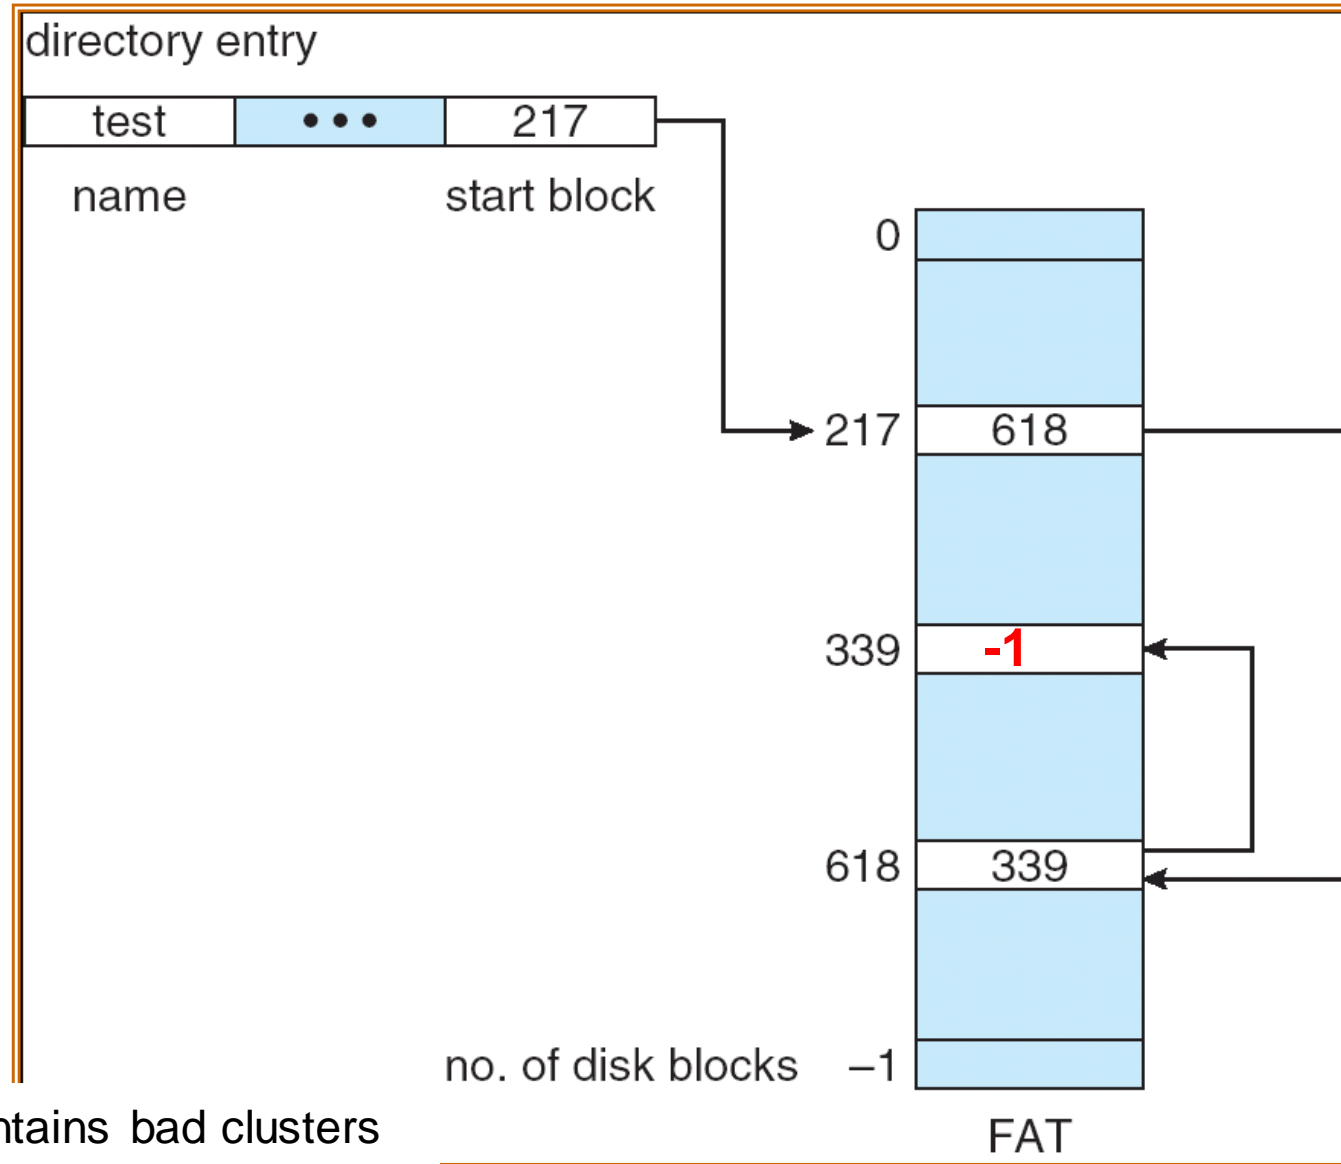 directory entry
test ••• 217
name start block
0
217 618
339 -1
618 339
no. of disk blocks –1
bad clusters
FAT